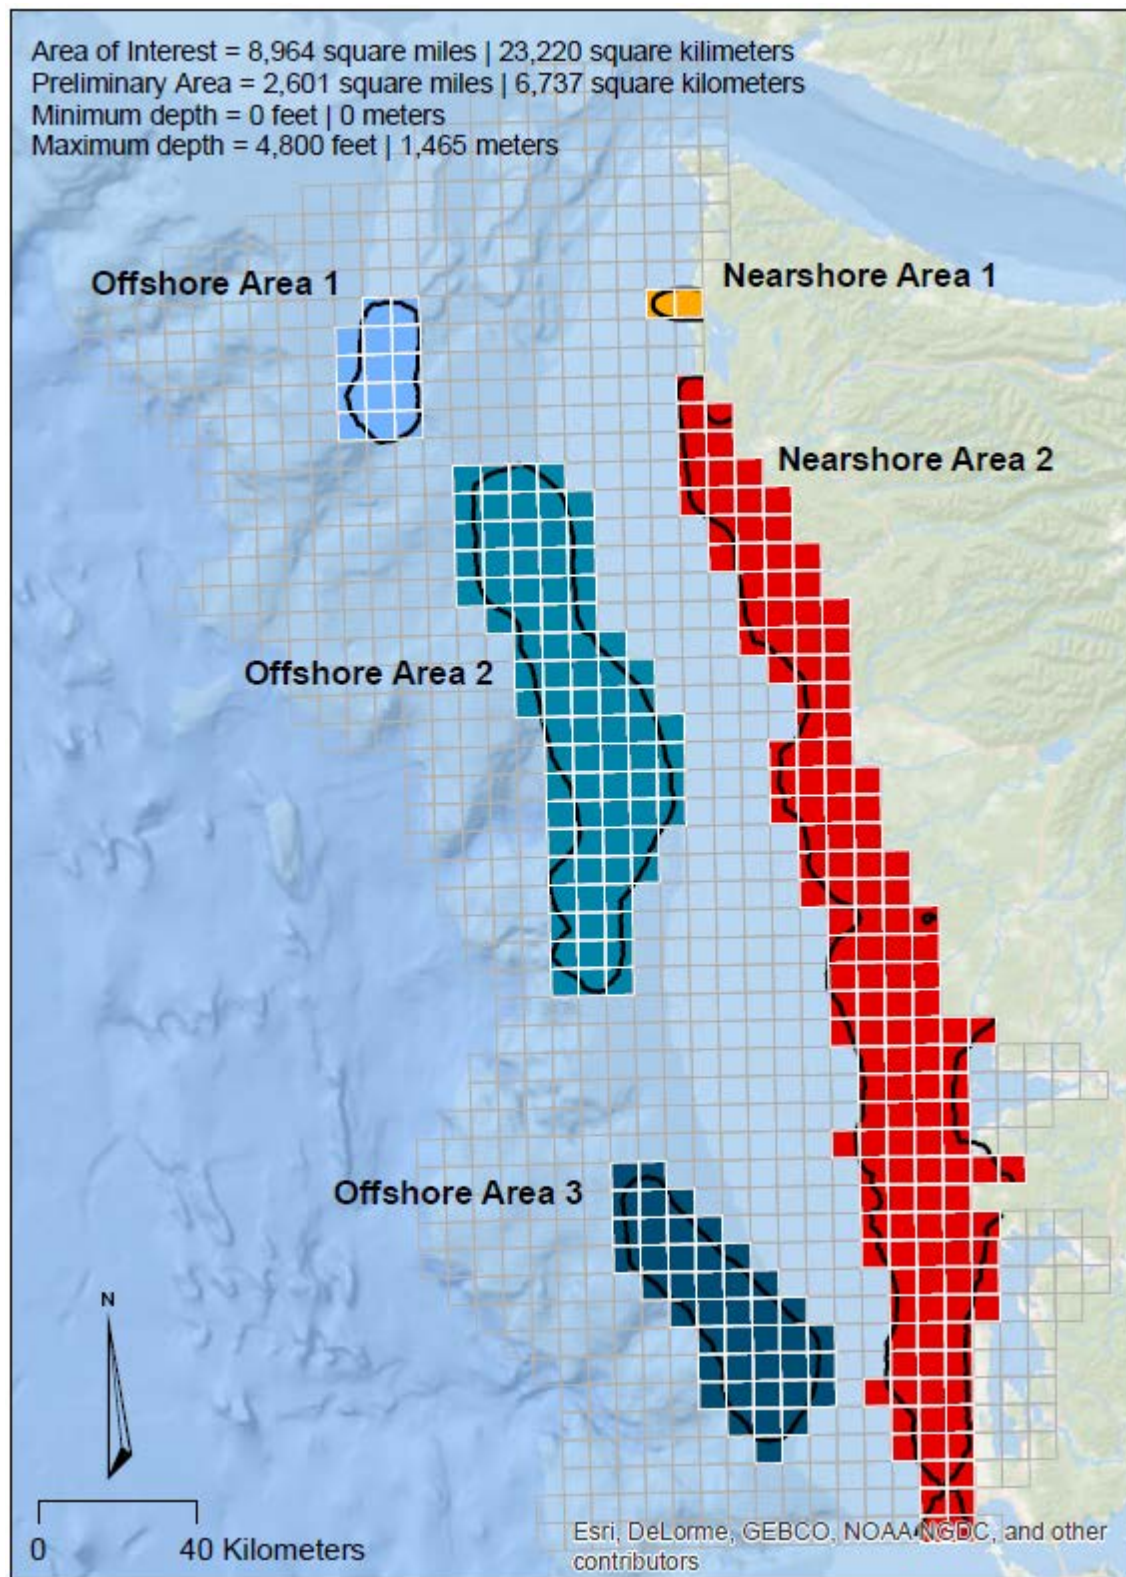 Area of Interest = 8,964 square miles | 23,220 square kilimeters
Preliminary Area = 2,601 square miles | 6,737 square kilometers
Minimum depth = 0 feet | 0 meters
Maximum depth = 4,800 feet | 1,465 meters
Offshore Area 1
Nearshore Area 1
Nearshore Area 2
Offshore Area 2
Offshore Area 3
N
0 40 Kilometers
Esri, DeLorme, GEBCO, NOAA NGDC, and other
contributors